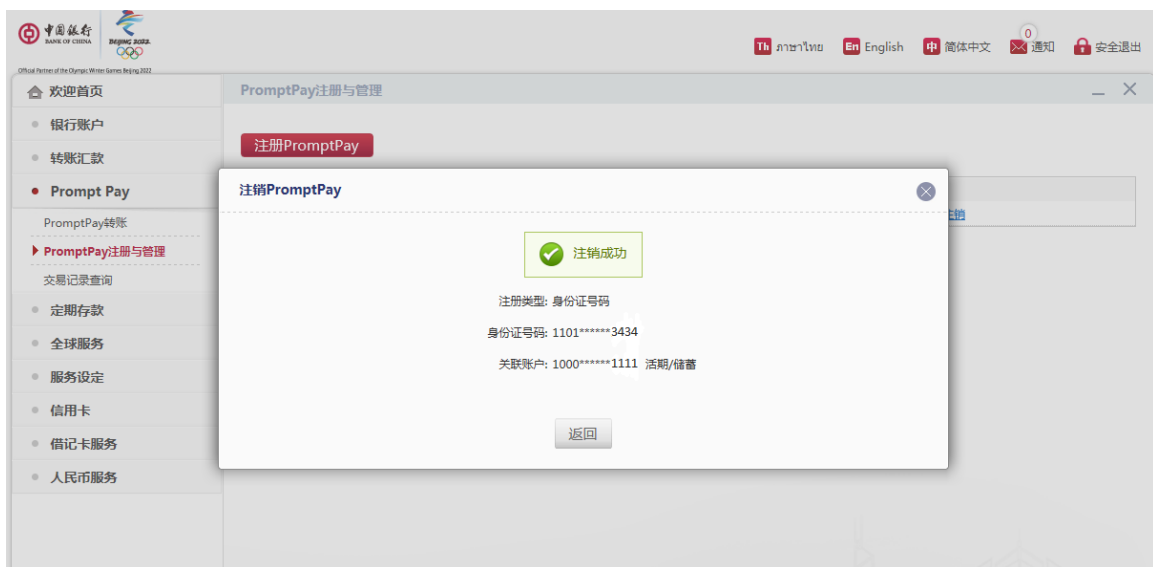 中国银行
BANK OF CHINA
BEIJING 2022
Official Partner of the Olympic Winter Games Beijing 2022
Th ภาษาไทย En English 中 简体中文 0 通知 安全退出
欢迎首页
PromptPay注册与管理
银行账户
注册PromptPay
转账汇款
Prompt Pay
PromptPay转账
PromptPay注册与管理
交易记录查询
定期存款
全球服务
服务设定
信用卡
借记卡服务
人民币服务
注销PromptPay
注销
注销成功
注册类型: 身份证号码
身份证号码: 1101******3434
关联账户: 1000******1111 活期/储蓄
返回